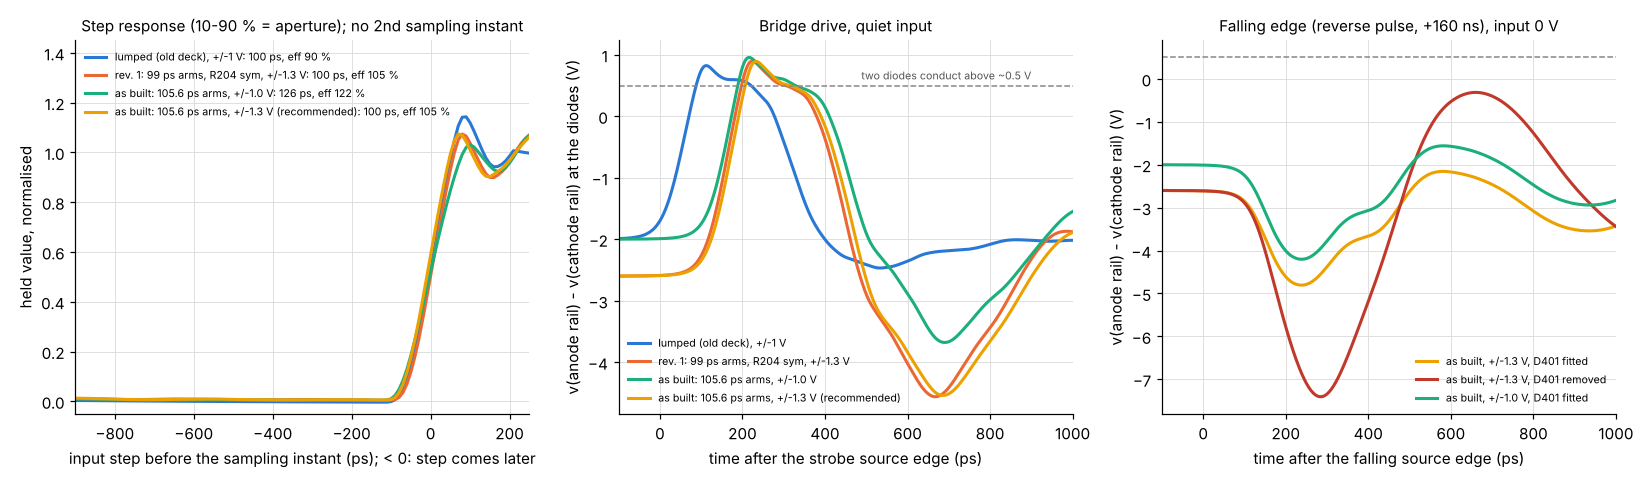 Step response (10-90 % = aperture); no 2nd sampling instant
lumped (old deck), +/-1 V: 100 ps, eff 90 %
rev. 1: 99 ps arms, R204 sym, +/-1.3 V: 100 ps, eff 105 %
as built: 105.6 ps arms, +/-1.0 V: 126 ps, eff 122 %
as built: 105.6 ps arms, +/-1.3 V (recommended): 100 ps, eff 105 %
held value, normalised
1.4
1.2
1.0
0.8
0.6
0.4
0.2
0.0
−800
−600
−400
−200
0
200
input step before the sampling instant (ps); < 0: step comes later
Bridge drive, quiet input
two diodes conduct above ~0.5 V
v(anode rail) − v(cathode rail) at the diodes (V)
1
0
−1
−2
−3
−4
lumped (old deck), +/-1 V
rev. 1: 99 ps arms, R204 sym, +/-1.3 V
as built: 105.6 ps arms, +/-1.0 V
as built: 105.6 ps arms, +/-1.3 V (recommended)
0
200
400
600
800
1000
time after the strobe source edge (ps)
Falling edge (reverse pulse, +160 ns), input 0 V
v(anode rail) − v(cathode rail) (V)
0
−1
−2
−3
−4
−5
−6
−7
as built, +/-1.3 V, D401 fitted
as built, +/-1.3 V, D401 removed
as built, +/-1.0 V, D401 fitted
0
200
400
600
800
1000
time after the falling source edge (ps)